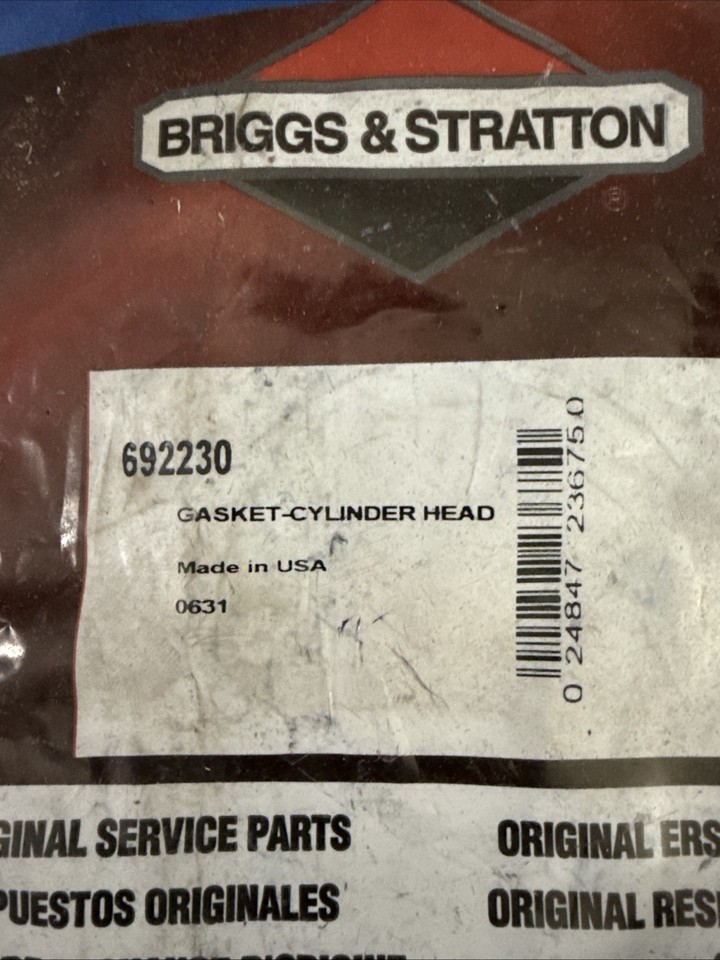 BRIGGS & STRATTON
®
692230
GASKET-CYLINDER HEAD
Made in USA
0631
0 24847 23675 0
GINAL SERVICE PARTS
ORIGINAL ERS
PUESTOS ORIGINALES
ORIGINAL RES